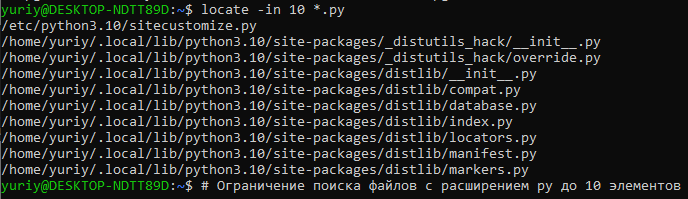 yuriy@DESKTOP-NDTT89D:~$ locate -in 10 *.py
/etc/python3.10/sitecustomize.py
/home/yuriy/.local/lib/python3.10/site-packages/_distutils_hack/__init__.py
/home/yuriy/.local/lib/python3.10/site-packages/_distutils_hack/override.py
/home/yuriy/.local/lib/python3.10/site-packages/distlib/__init__.py
/home/yuriy/.local/lib/python3.10/site-packages/distlib/compat.py
/home/yuriy/.local/lib/python3.10/site-packages/distlib/database.py
/home/yuriy/.local/lib/python3.10/site-packages/distlib/index.py
/home/yuriy/.local/lib/python3.10/site-packages/distlib/locators.py
/home/yuriy/.local/lib/python3.10/site-packages/distlib/manifest.py
/home/yuriy/.local/lib/python3.10/site-packages/distlib/markers.py
yuriy@DESKTOP-NDTT89D:~$ # Ограничение поиска файлов с расширением py до 10 элементов